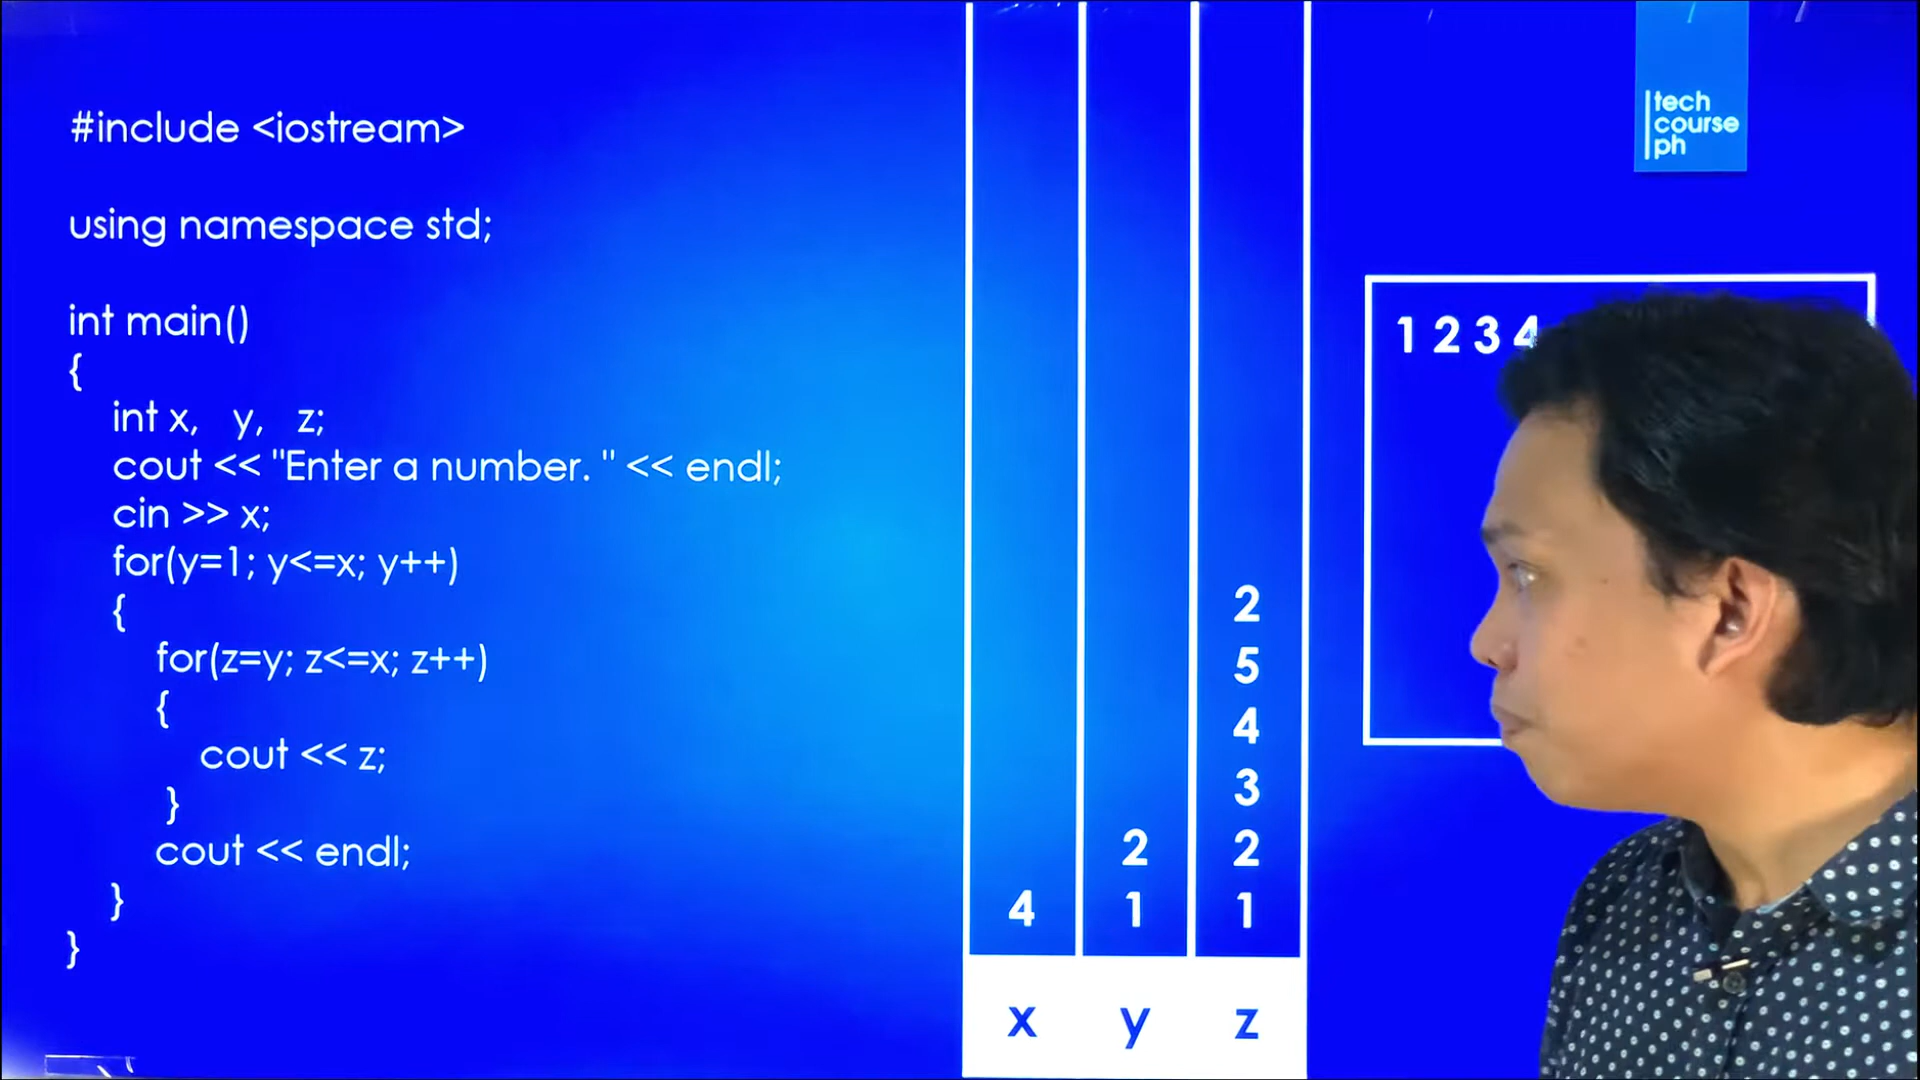 #include <iostream>
using namespace std;
int main()
{
int x, y, z;
cout << "Enter a number. " << endl;
cin >> x;
for(y=1; y<=x; y++)
{
for(z=y; z<=x; z++)
{
cout << z;
}
cout << endl;
}
}
2
5
4
3
2 2
4 1 1
x y z
tech
course
ph
1 2 3 4